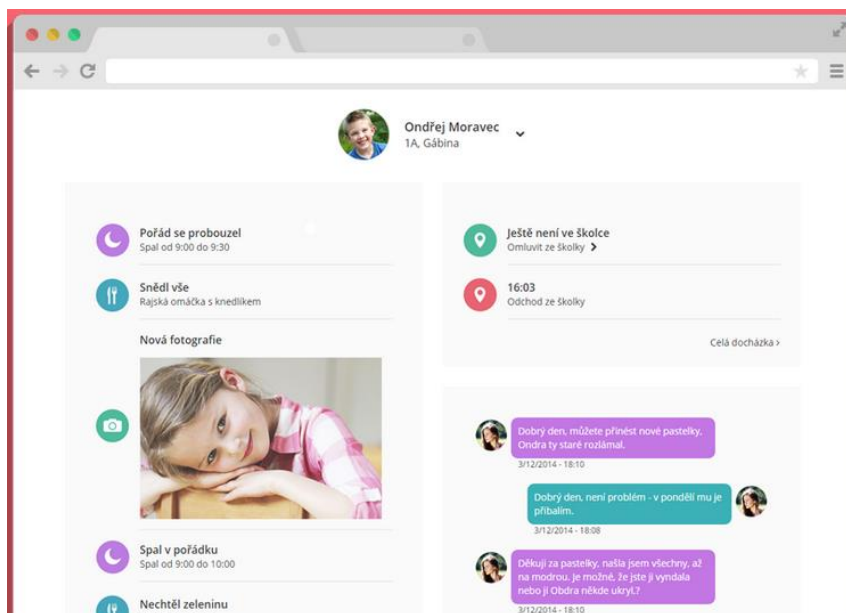 Ondřej Moravec
1A, Gábina
Pořád se probouzel
Spal od 9:00 do 9:30
Snědl vše
Rajská omáčka s knedlíkem
Nová fotografie
Spal v pořádku
Spal od 9:00 do 10:00
Nechtěl zeleninu
Ještě není ve školce
Omluvit ze školky
16:03
Odchod ze školky
Celá docházka
Dobrý den, můžete přinést nové pastelky.
Ondra ty staré rozlámal.
3/12/2014 - 18:10
Dobrý den, není problém - v pondělí mu je
přibalím.
3/12/2014 - 18:08
Děkuji za pastelky, našla jsem všechny, až
na modrou. Je možné, že jste ji vyndala
nebo ji Obdra někde ukryl.?
3/12/2014 - 18:10